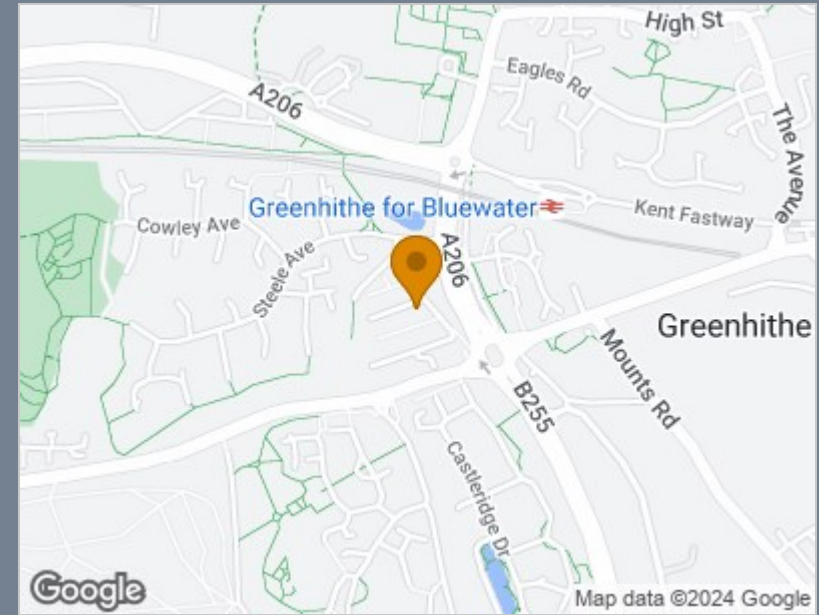 High St
Eagles Rd
A206
The Avenue
Greenhithe for Bluewater
Kent Fastway
Cowley Ave
Steele Ave
A206
Greenhithe
Mounts Rd
B255
Castleridge Dr
Google
Map data ©2024 Google